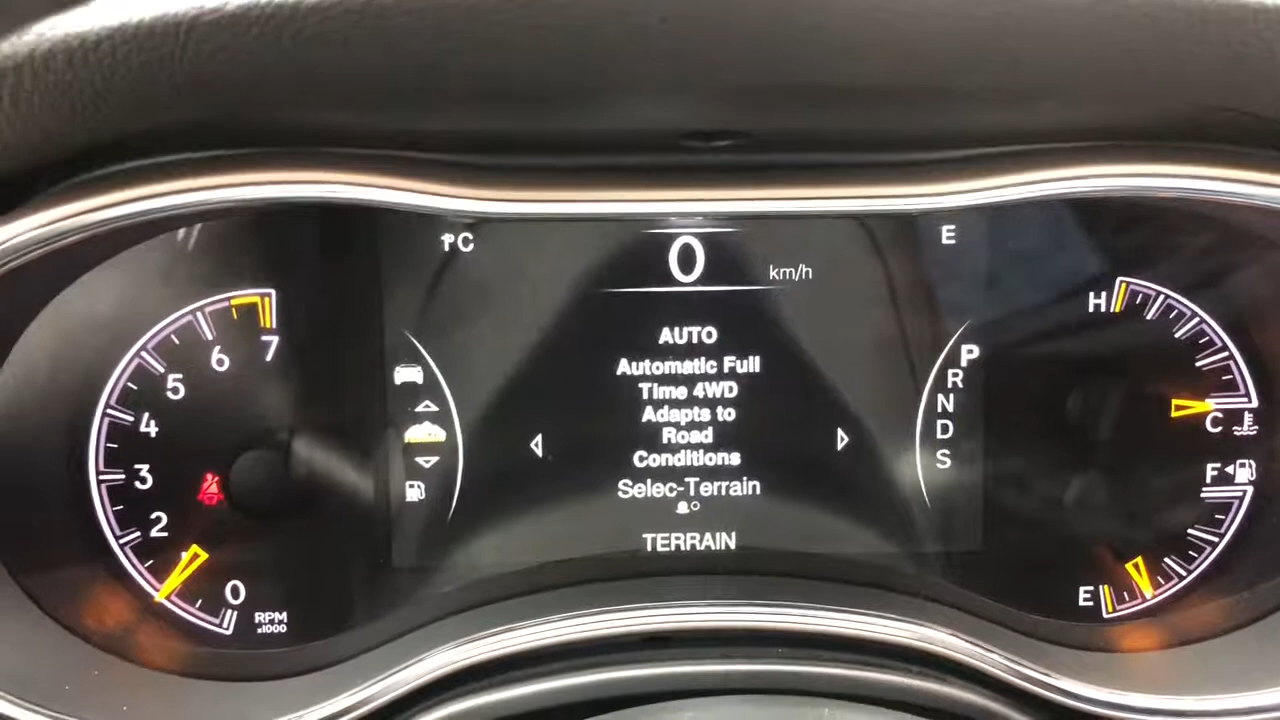 °C
0
km/h
E
AUTO
Automatic Full
Time 4WD
Adapts to
Road
Conditions
Selec-Terrain
TERRAIN
7
6
5
4
3
2
0
RPM
x1000
P
R
N
D
S
H
C
F
E